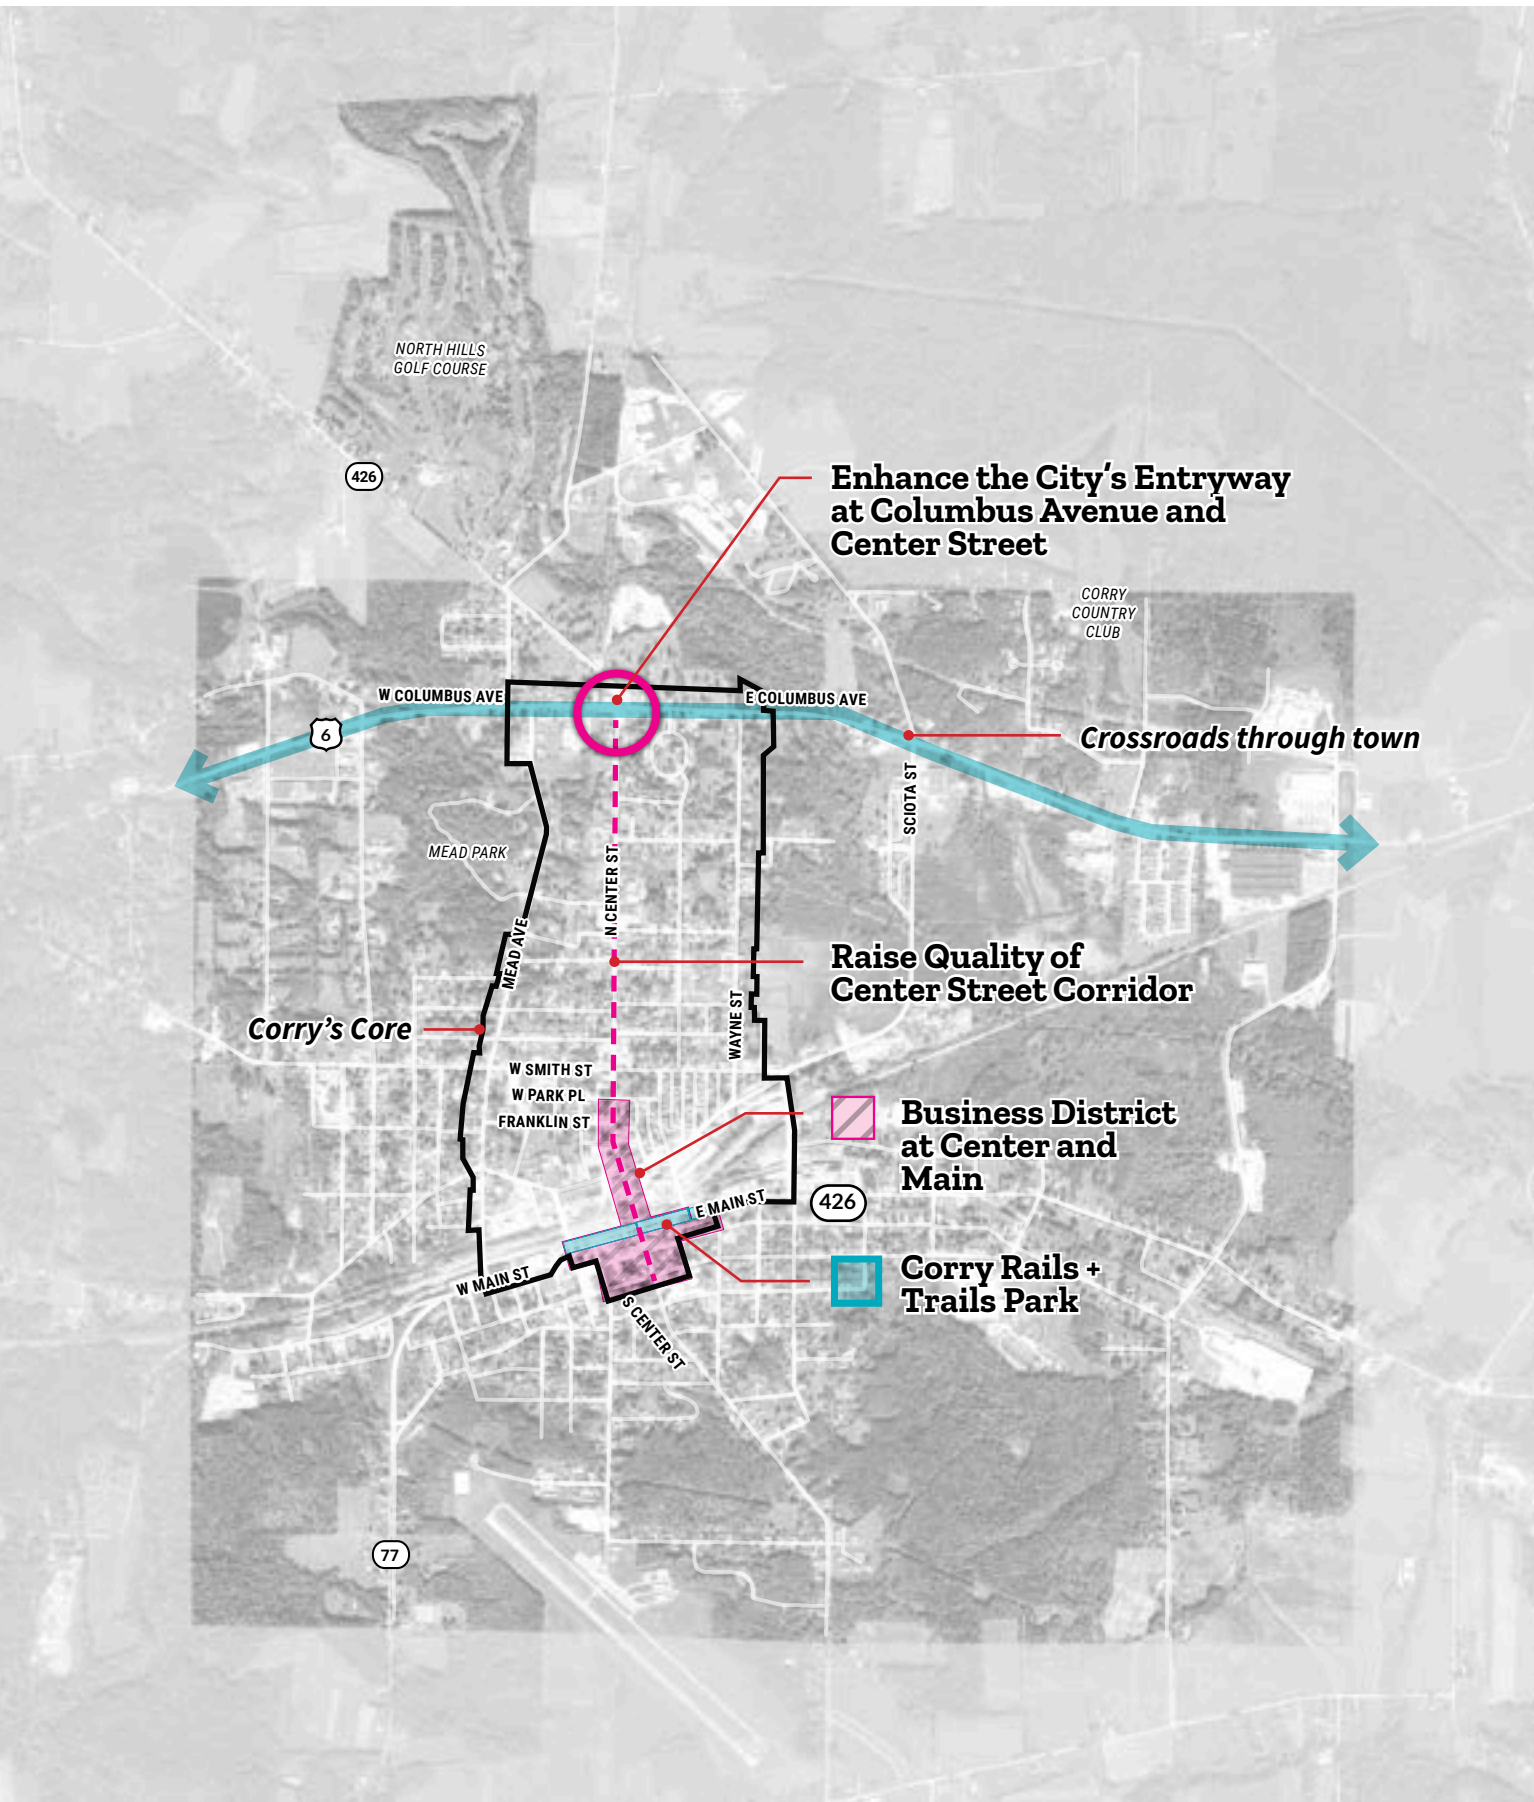 NORTH HILLS
GOLF COURSE
426
Enhance the City’s Entryway
at Columbus Avenue and
Center Street
CORRY
COUNTRY
CLUB
W COLUMBUS AVE
E COLUMBUS AVE
6
Crossroads through town
SCIOTA ST
MEAD PARK
N CENTER ST
MEAD AVE
Raise Quality of
Center Street Corridor
WAYNE ST
Corry’s Core
W SMITH ST
W PARK PL
FRANKLIN ST
Business District
at Center and
Main
E MAIN ST
426
W MAIN ST
Corry Rails +
Trails Park
S CENTER ST
77